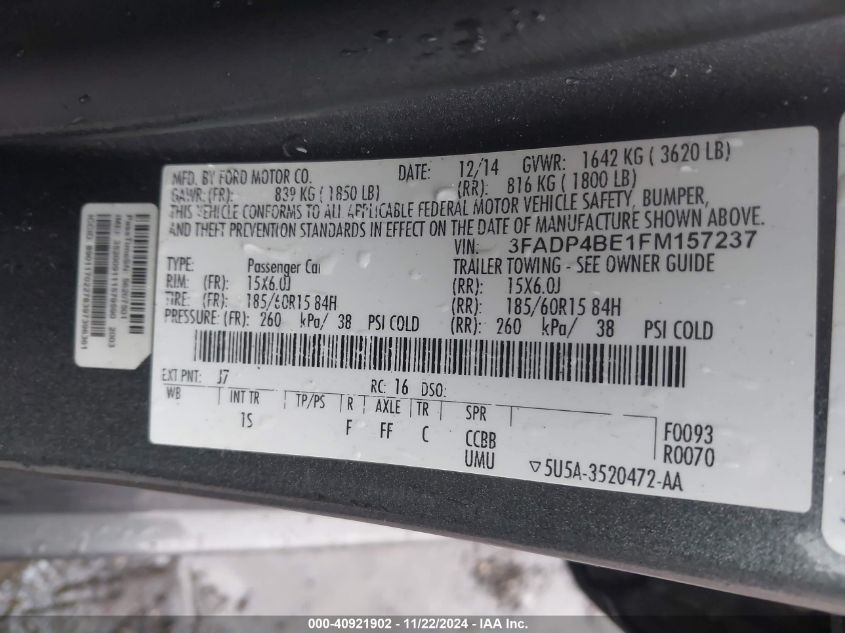 MFD. BY FORD MOTOR CO. DATE: 12/14 GVWR: 1642 KG ( 3620 LB)
GAWR: (FR): 839 KG ( 1850 LB) (RR): 816 KG ( 1800 LB)
THIS VEHICLE CONFORMS TO ALL APPLICABLE FEDERAL MOTOR VEHICLE SAFETY, BUMPER,
AND THEFT PREVENTION STANDARDS IN EFFECT ON THE DATE OF MANUFACTURE SHOWN ABOVE.
VIN: 3FADP4BE1FM157237
TYPE: Passenger Car TRAILER TOWING - SEE OWNER GUIDE
RIM: (FR): 15X6.0J (RR): 15X6.0J
TIRE: (FR): 185/60R15 84H (RR): 185/60R15 84H
PRESSURE: (FR): 260 kPa/ 38 PSI COLD (RR): 260 kPa/ 38 PSI COLD
EXT PNT: J7 RC: 16 DSO:
WB INT TR TP/PS R AXLE TR SPR
1S F FF C CCBB
UMU
F0093
R0070
▽5U5A-3520472-AA
000-40921902 - 11/22/2024 - IAA Inc.